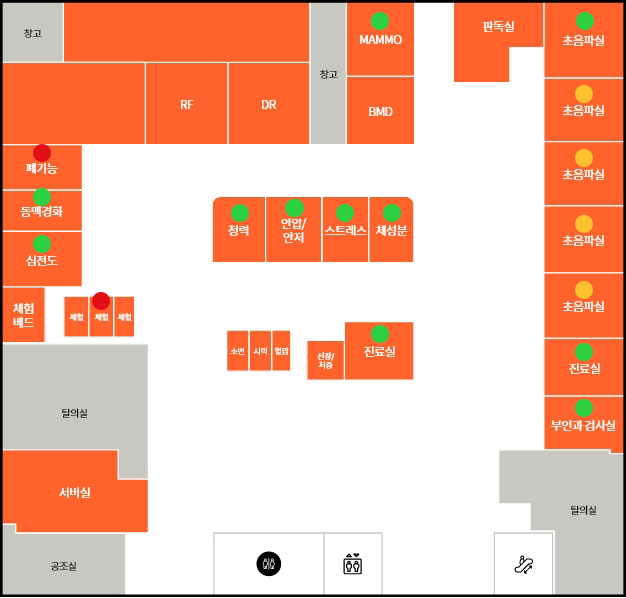 창고
창고
MAMMO
판독실
초음파실
RF
DR
BMD
초음파실
폐기능
초음파실
동맥경화
청력
안압/
안저
스트레스
체성분
초음파실
심전도
체혈
베드
체혈
체혈
체혈
초음파실
소변
시력
혈압
신장/
체중
진료실
진료실
탈의실
부인과 검사실
서버실
탈의실
공조실